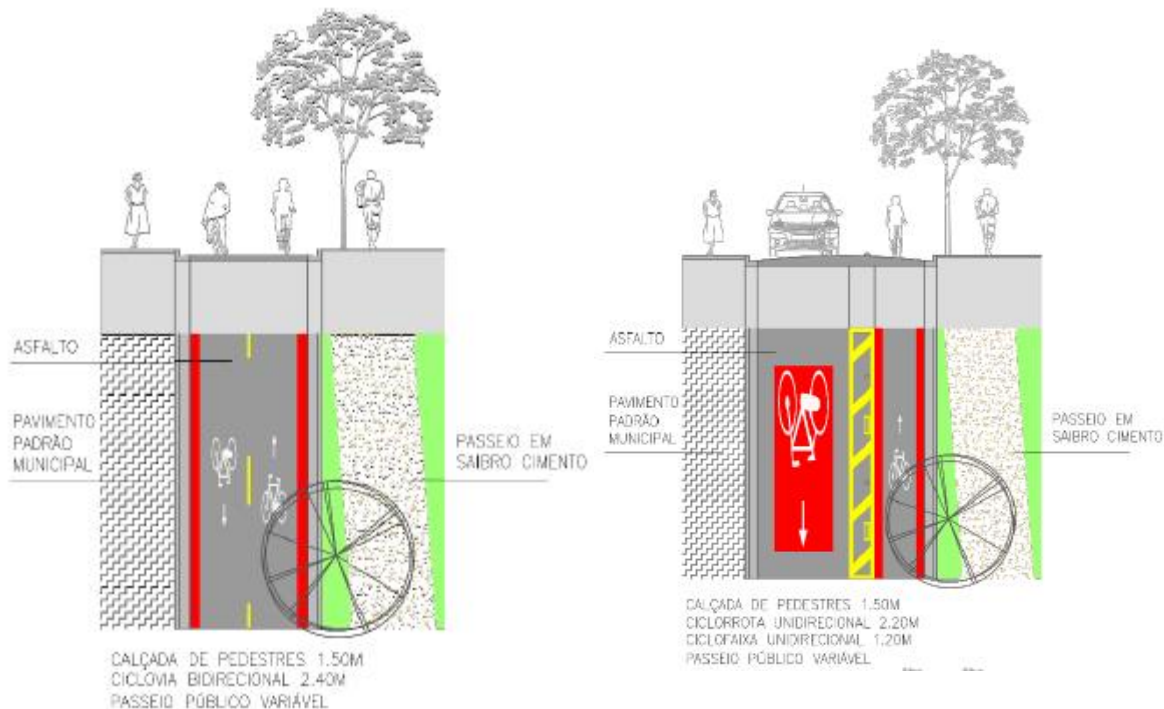 ASFALTO
PAVIMENTO
PADRÃO
MUNICIPAL
PASSEIO EM
SAIBRO CIMENTO
CALÇADA DE PEDESTRES 1.50M
CICLOVIA BIDIRECIONAL 2.40M
PASSEIO PÚBLICO VARIÁVEL
ASFALTO
PAVIMENTO
PADRÃO
MUNICIPAL
PASSEIO EM
SAIBRO CIMENTO
CALÇADA DE PEDESTRES 1.50M
CICLORROTA UNIDIRECIONAL 2.20M
CICLOFAIXA UNIDIRECIONAL 1.20M
PASSEIO PÚBLICO VARIÁVEL